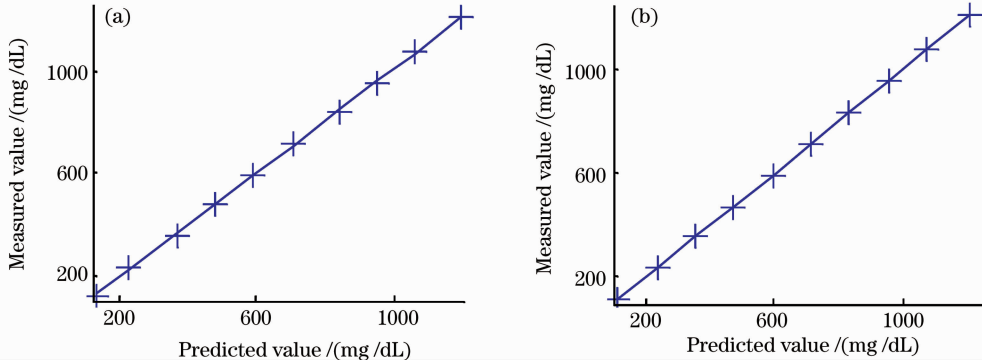 (a)
Measured value /(mg /dL)
1000
600
200
200 600 1000
Predicted value /(mg /dL)
(b)
Measured value /(mg /dL)
1000
600
200
200 600 1000
Predicted value /(mg /dL)